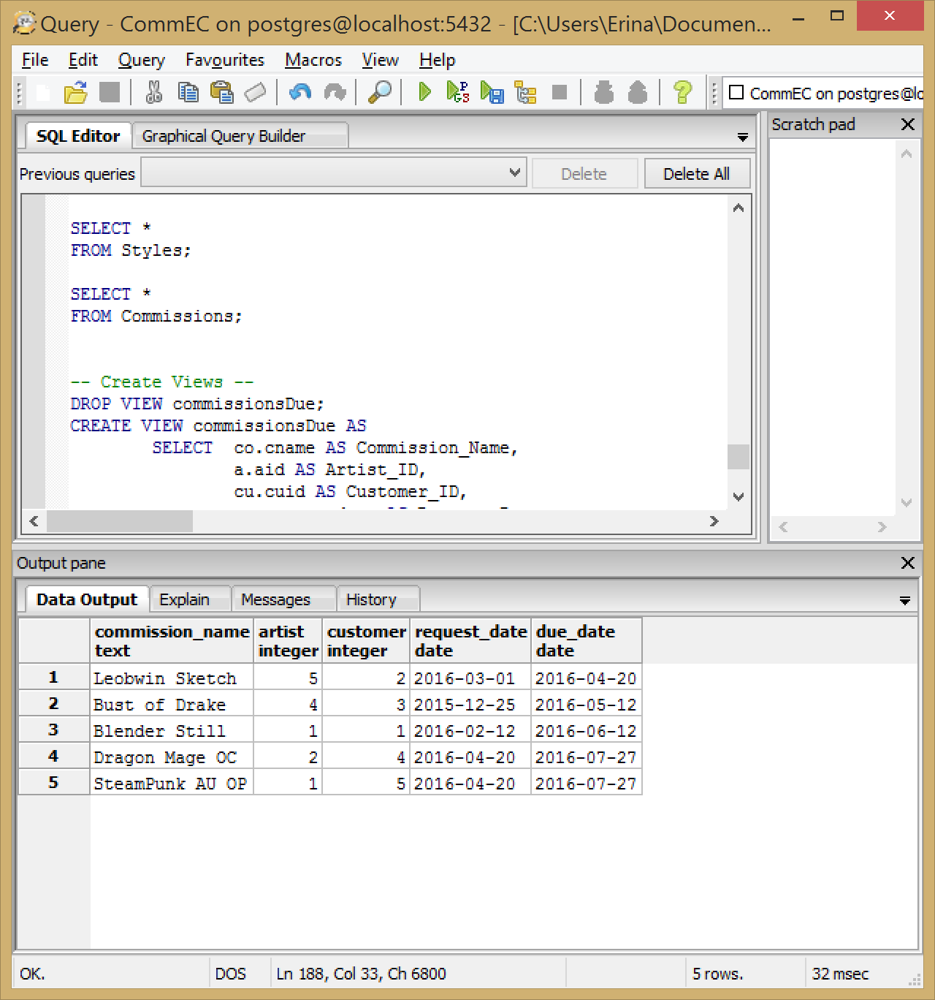 Query - CommEC on postgres@localhost:5432 - [C:\Users\Erina\Documen...
File Edit Query Favourites Macros View Help
CommEC on postgres@lo
SQL Editor Graphical Query Builder
Scratch pad
Previous queries Delete Delete All
SELECT *
FROM Styles;
SELECT *
FROM Commissions;
-- Create Views --
DROP VIEW commissionsDue;
CREATE VIEW commissionsDue AS
SELECT co.cname AS Commission_Name,
a.aid AS Artist_ID,
cu.cuid AS Customer_ID,
Output pane
Data Output Explain Messages History
commission_name artist customer request_date due_date
text integer integer date date
1 Leobwin Sketch 5 2 2016-03-01 2016-04-20
2 Bust of Drake 4 3 2015-12-25 2016-05-12
3 Blender Still 1 1 2016-02-12 2016-06-12
4 Dragon Mage OC 2 4 2016-04-20 2016-07-27
5 SteamPunk AU OP 1 5 2016-04-20 2016-07-27
OK. DOS Ln 188, Col 33, Ch 6800 5 rows. 32 msec